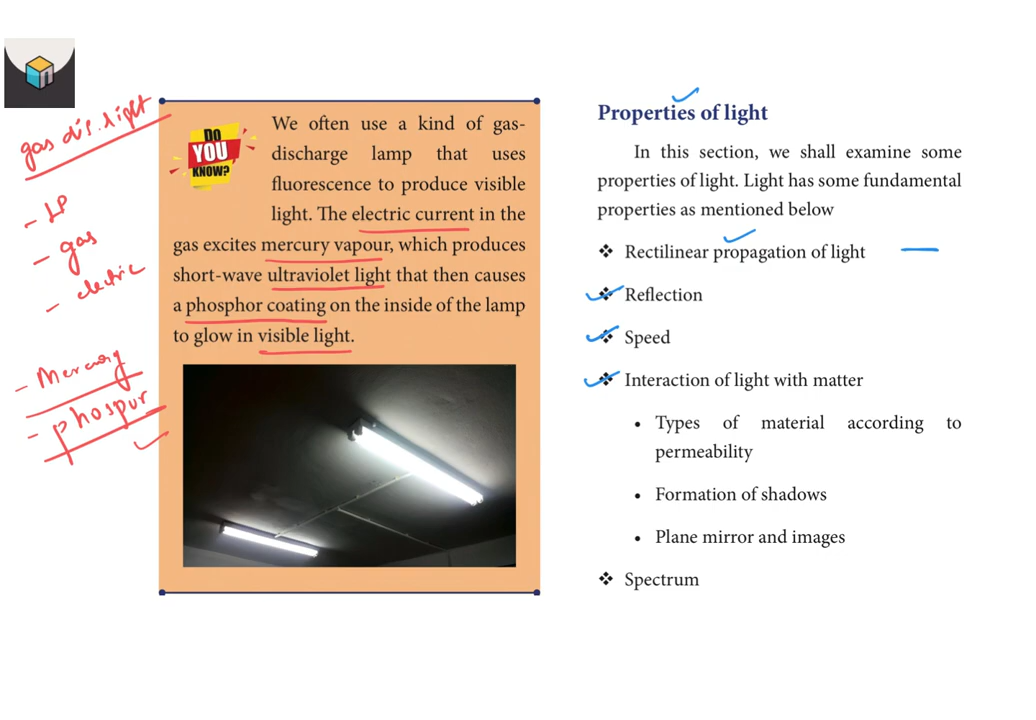 gas dis. light
- LP
- gas
- electric
- Mercury
- phospur
DO
YOU
KNOW?
We often use a kind of gas-
discharge lamp that uses
fluorescence to produce visible
light. The electric current in the
gas excites mercury vapour, which produces
short-wave ultraviolet light that then causes
a phosphor coating on the inside of the lamp
to glow in visible light.
Properties of light
In this section, we shall examine some
properties of light. Light has some fundamental
properties as mentioned below
❖ Rectilinear propagation of light
❖ Reflection
❖ Speed
❖ Interaction of light with matter
• Types of material according to
permeability
• Formation of shadows
• Plane mirror and images
❖ Spectrum